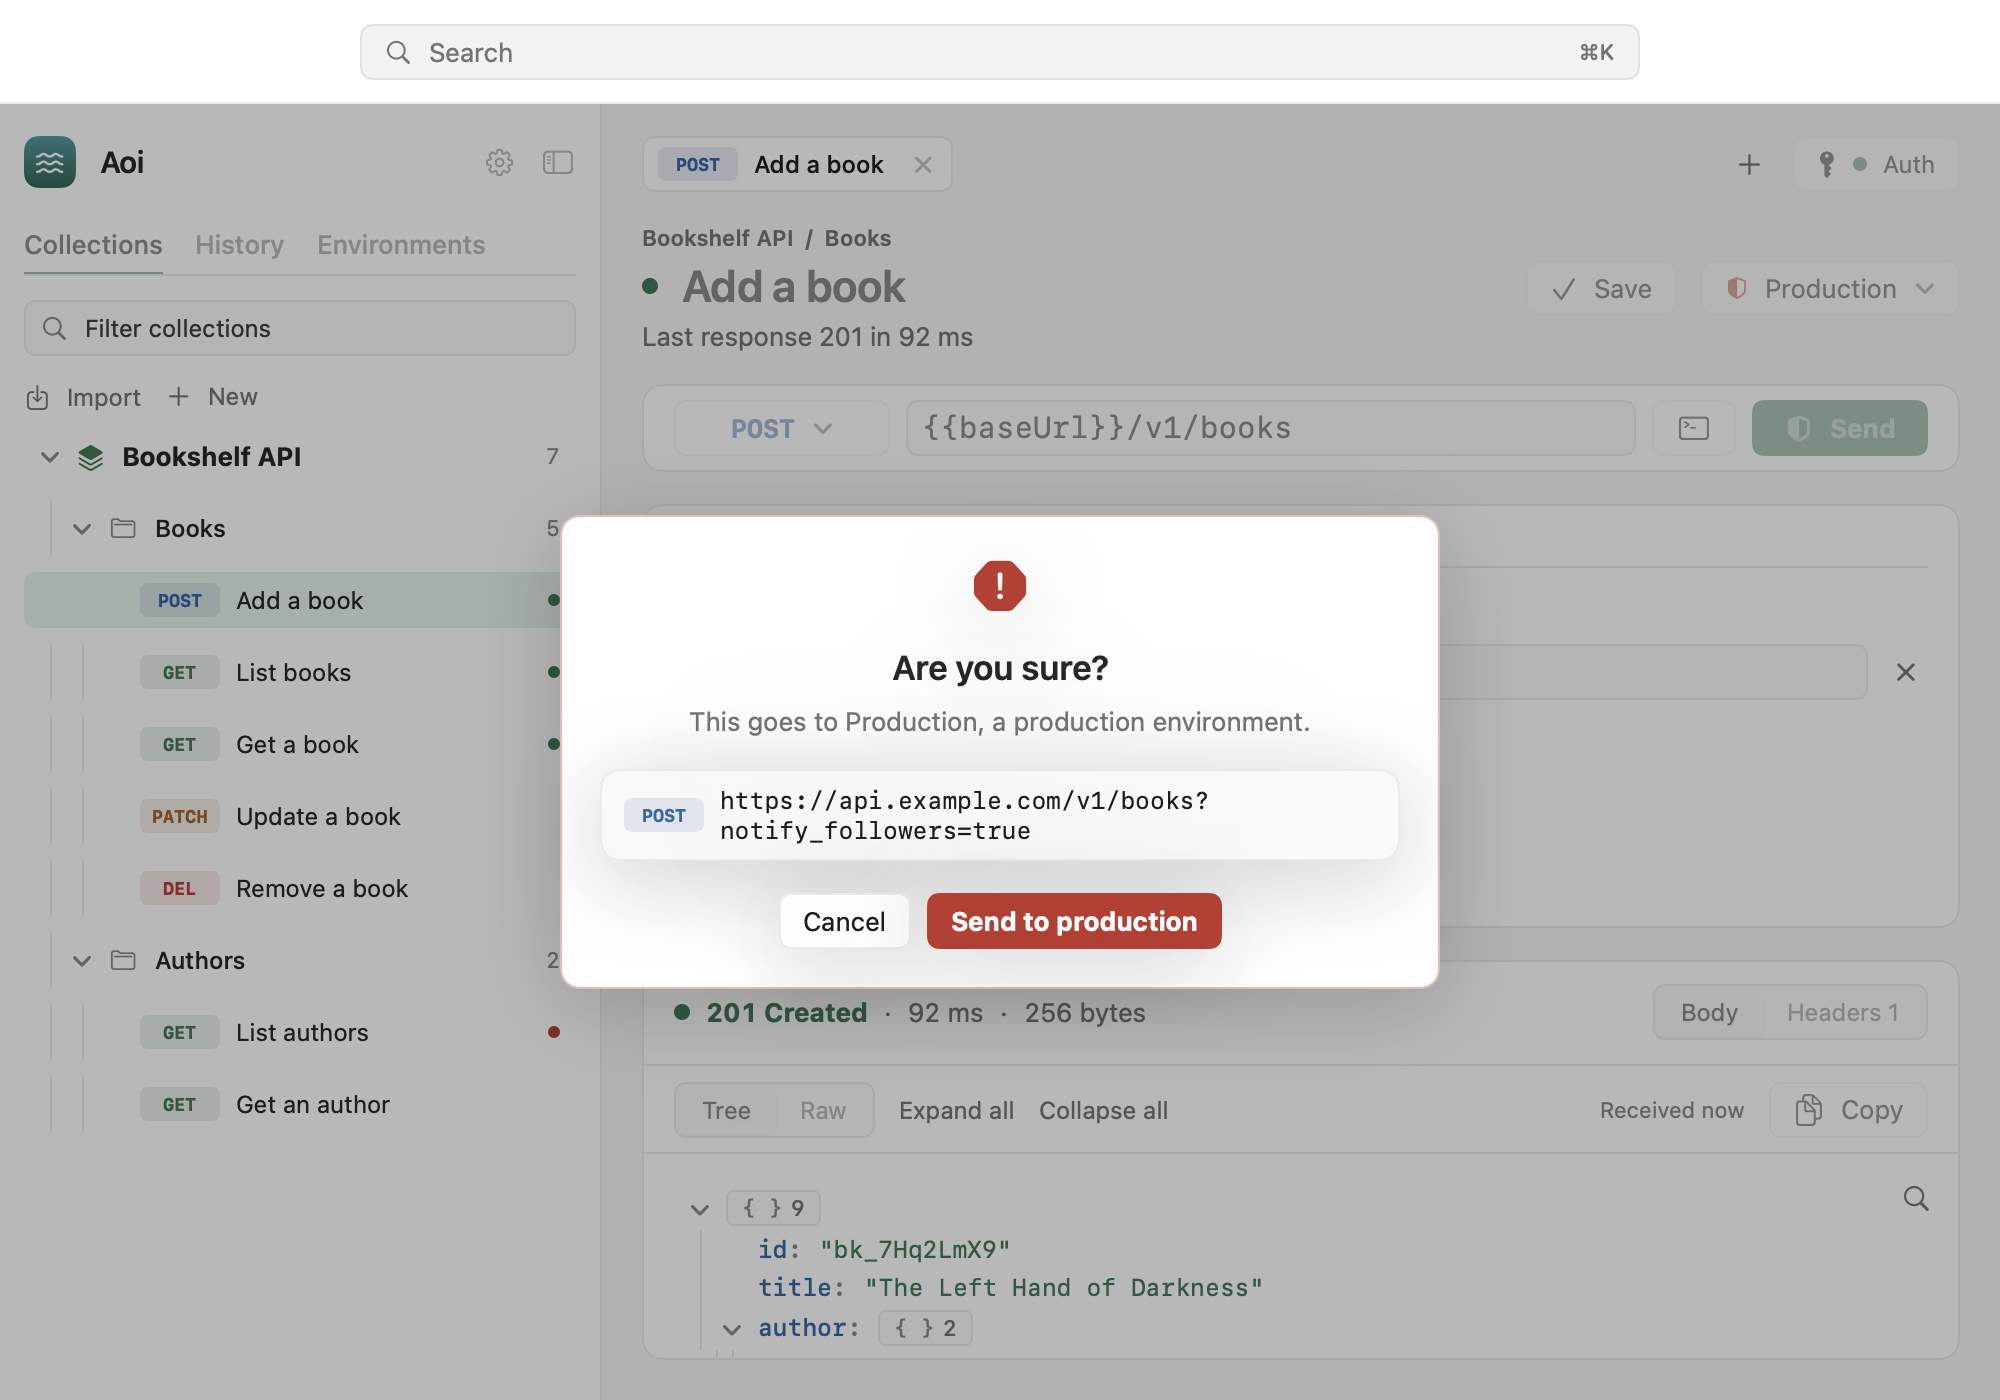 Search
⌘K
Aoi
Collections
History
Environments
Filter collections
Import
New
Bookshelf API
7
Books
5
POST Add a book
GET List books
GET Get a book
PATCH Update a book
DEL Remove a book
Authors
2
GET List authors
GET Get an author
POST Add a book
Auth
Bookshelf API / Books
Add a book
Last response 201 in 92 ms
Save
Production
POST
{{baseUrl}}/v1/books
Send
Are you sure?
This goes to Production, a production environment.
POST
https://api.example.com/v1/books?
notify_followers=true
Cancel
Send to production
201 Created · 92 ms · 256 bytes
Body
Headers 1
Tree
Raw
Expand all
Collapse all
Received now
Copy
{ } 9
id: "bk_7Hq2LmX9"
title: "The Left Hand of Darkness"
author: { } 2